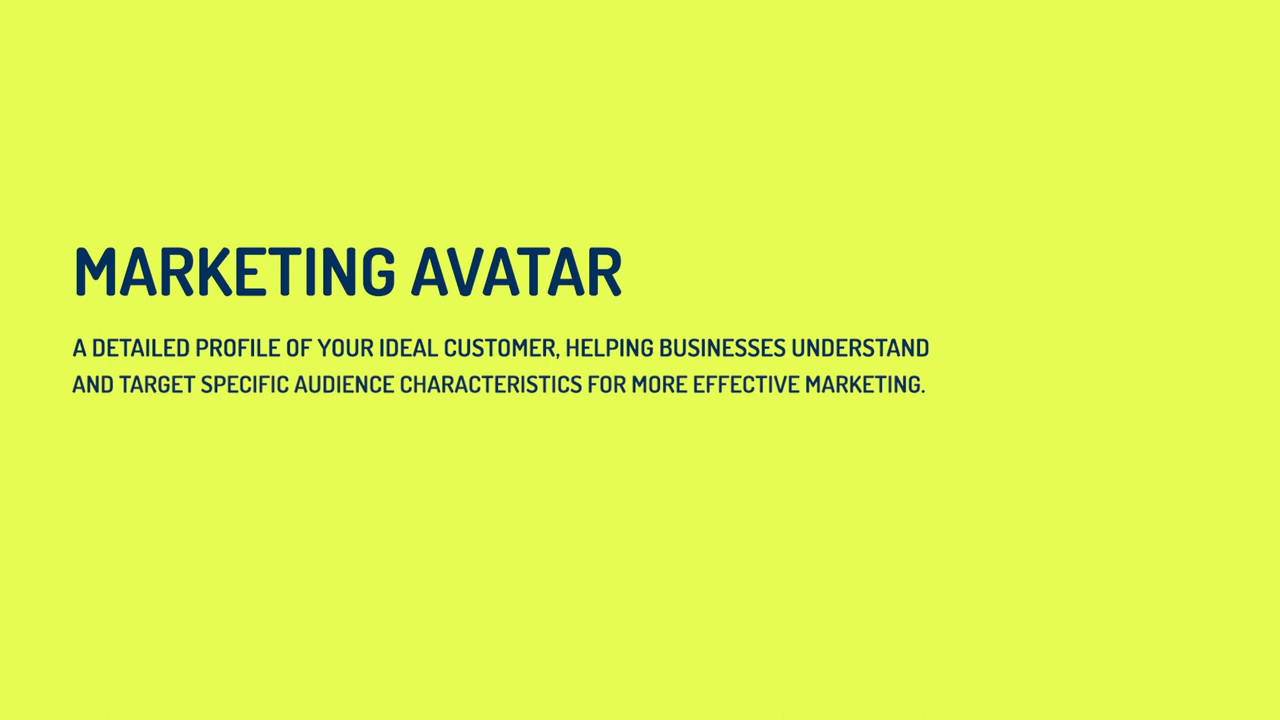 MARKETING AVATAR
A DETAILED PROFILE OF YOUR IDEAL CUSTOMER, HELPING BUSINESSES UNDERSTAND
AND TARGET SPECIFIC AUDIENCE CHARACTERISTICS FOR MORE EFFECTIVE MARKETING.